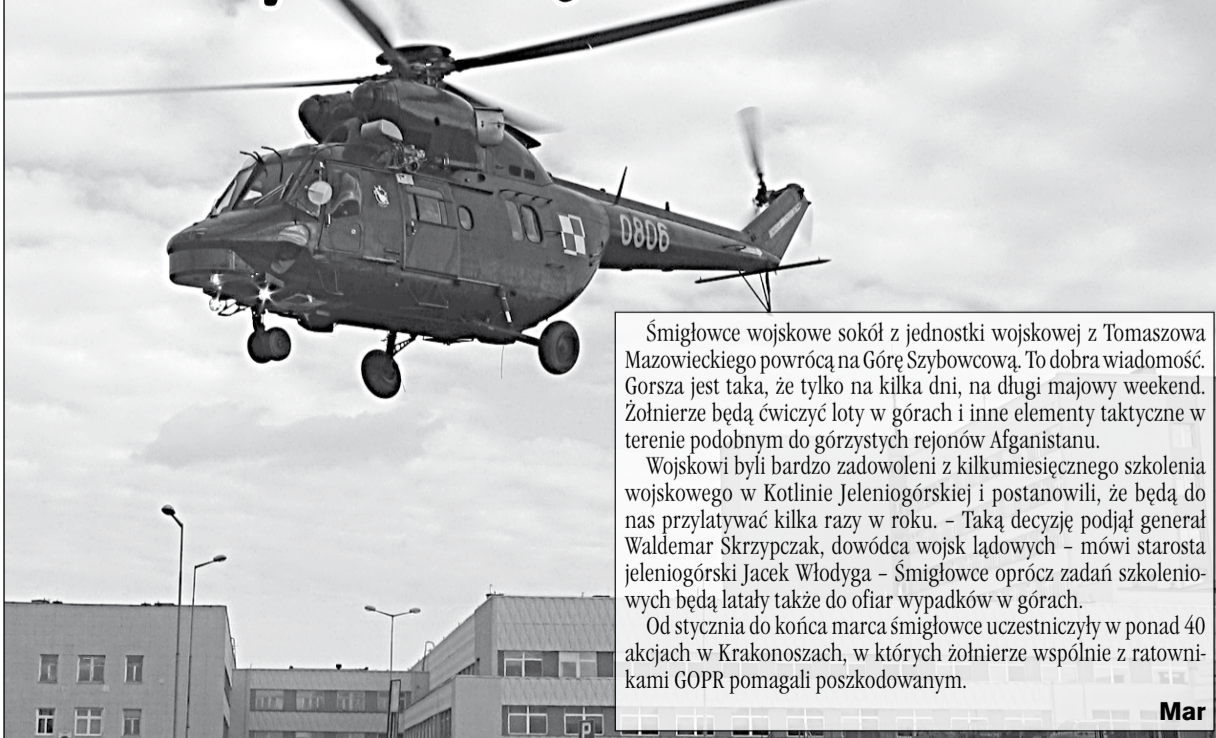 0806
Śmigłowce wojskowe sokół z jednostki wojskowej z Tomaszowa
Mazowieckiego powrócą na Górę Szybowcową. To dobra wiadomość.
Gorsza jest taka, że tylko na kilka dni, na długi majowy weekend.
Żołnierze będą ćwiczyć loty w górach i inne elementy taktyczne w
terenie podobnym do górzystych rejonów Afganistanu.
Wojskowi byli bardzo zadowoleni z kilkumiesięcznego szkolenia
wojskowego w Kotlinie Jeleniogórskiej i postanowili, że będą do
nas przylatywać kilka razy w roku. – Taką decyzję podjął generał
Waldemar Skrzypczak, dowódca wojsk lądowych – mówi starosta
jeleniogórski Jacek Włodyga – Śmigłowce oprócz zadań szkolenio-
wych będą latały także do ofiar wypadków w górach.
Od stycznia do końca marca śmigłowce uczestniczyły w ponad 40
akcjach w Krakonoszach, w których żołnierze wspólnie z ratowni-
kami GOPR pomagali poszkodowanym.
Mar
P